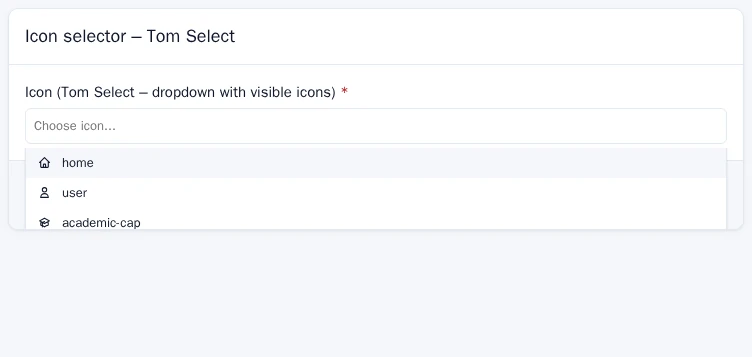 Icon selector – Tom Select
Icon (Tom Select – dropdown with visible icons) *
Choose icon...
home
user
academic-cap